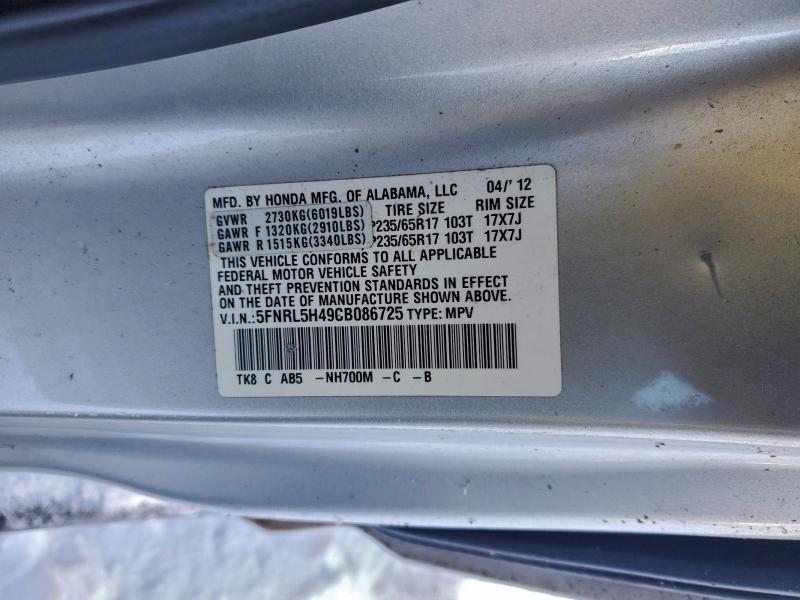 MFD. BY HONDA MFG. OF ALABAMA, LLC 04/'12
TIRE SIZE RIM SIZE
GVWR 2730KG(6019LBS)
GAWR F 1320KG(2910LBS) P235/65R17 103T 17X7J
GAWR R 1515KG(3340LBS) P235/65R17 103T 17X7J
THIS VEHICLE CONFORMS TO ALL APPLICABLE
FEDERAL MOTOR VEHICLE SAFETY
AND THEFT PREVENTION STANDARDS IN EFFECT
ON THE DATE OF MANUFACTURE SHOWN ABOVE.
V.I.N.: 5FNRL5H49CB086725 TYPE: MPV
TK8 C AB5 -NH700M -C -B